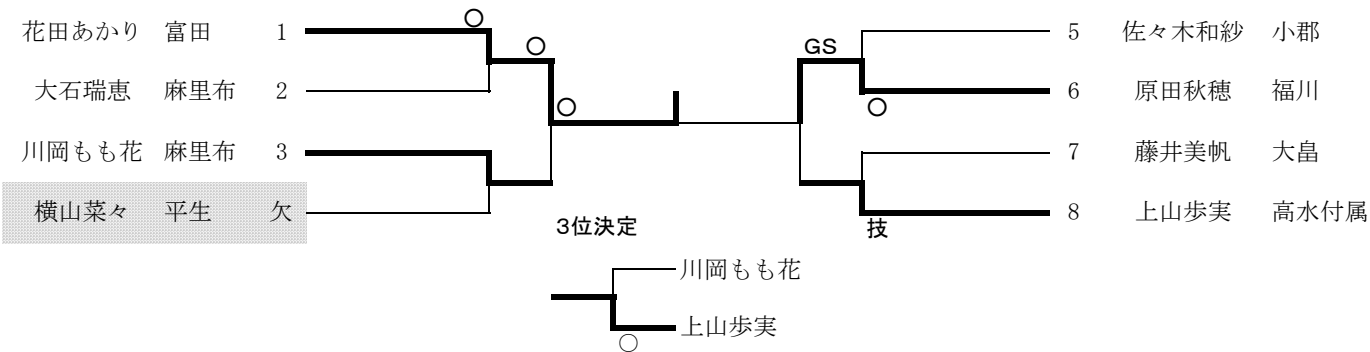 花田あかり 富田 1
○
大石瑞恵 麻里布 2
○
川岡もも花 麻里布 3
○
横山菜々 平生 欠
GS
5 佐々木和紗 小郡
6 原田秋穂 福川
○
7 藤井美帆 大畠
8 上山歩実 高水付属
技
3位決定
川岡もも花
上山歩実
○